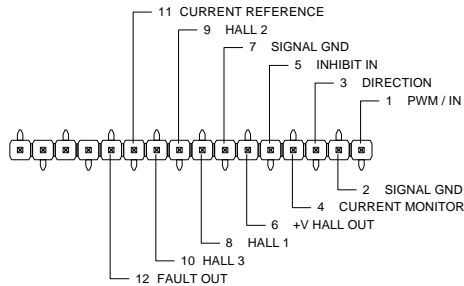 11 CURRENT REFERENCE
9 HALL 2
7 SIGNAL GND
5 INHIBIT IN
3 DIRECTION
1 PWM / IN
2 SIGNAL GND
4 CURRENT MONITOR
6 +V HALL OUT
8 HALL 1
10 HALL 3
12 FAULT OUT